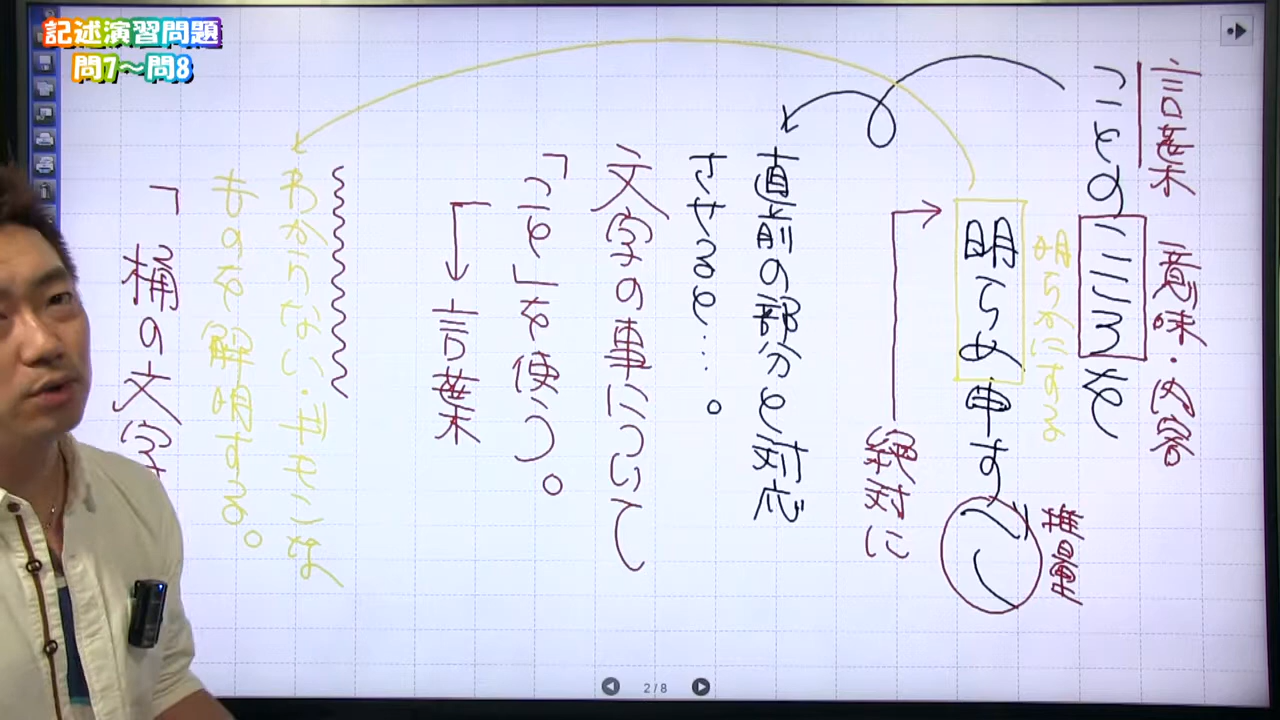 記述演習問題
問7〜問8
言葉 意味・内容
ことのこころを
明らかにする
明らめ申すべし
推量
絶対に
直前の部分と対応
させると…。
文字の事について
「こと」を使う。
言葉
わからない・ムヤミな
ものを解明する。
「桶の文字
2/8